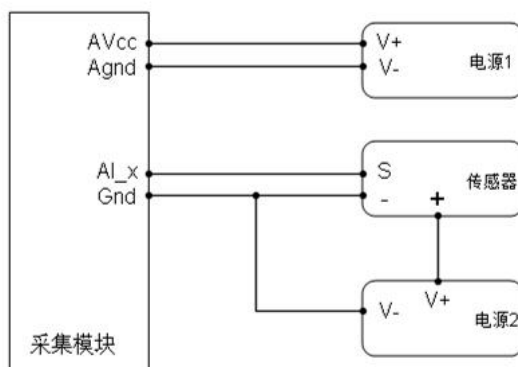 AVcc
Agnd
V+
V-
电源1
AI_x
Gnd
S
-
+
传感器
V-
V+
电源2
采集模块